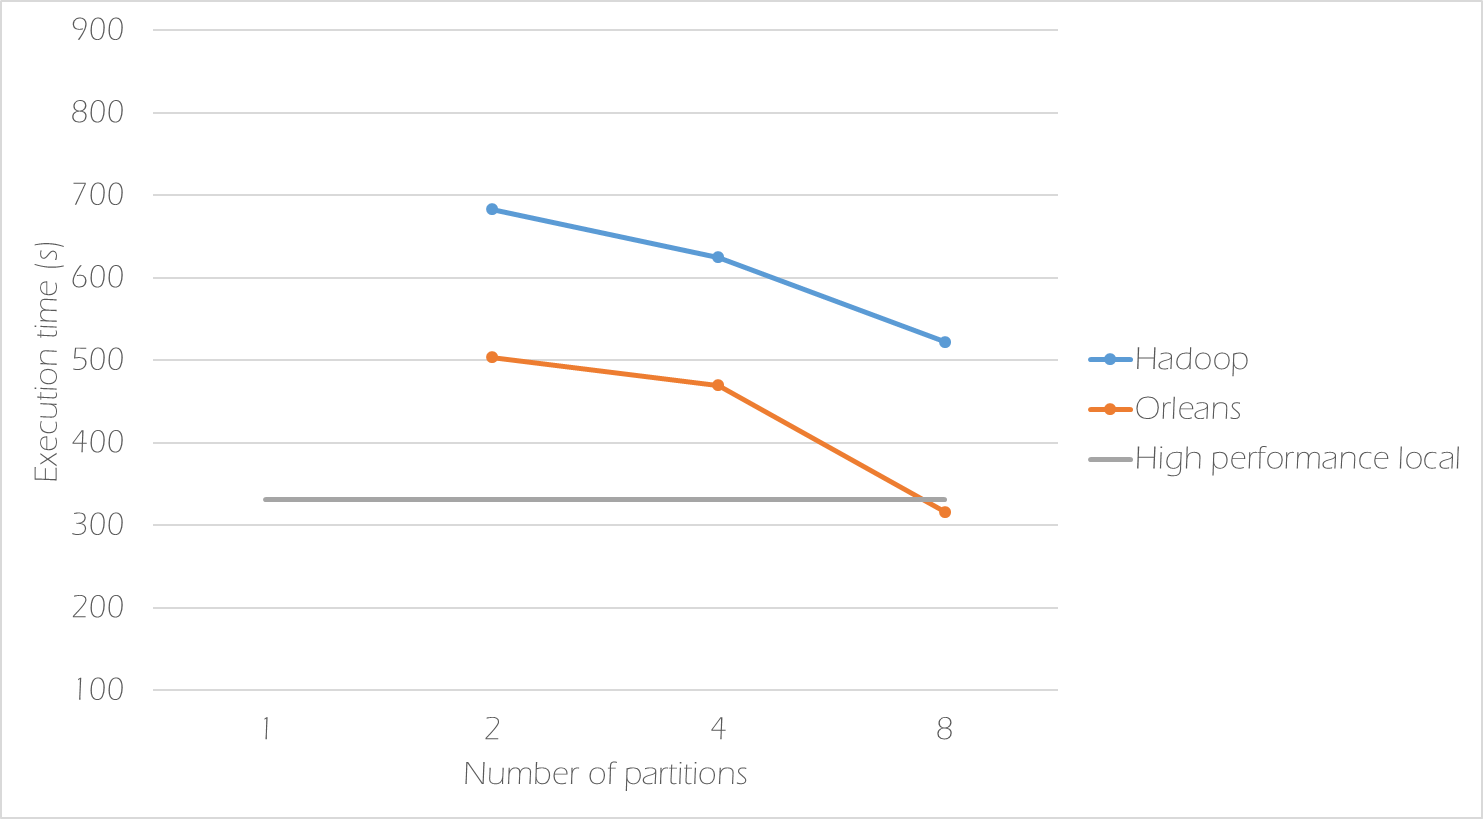 900
800
700
600
500
400
300
200
100
Execution time (s)
1 2 4 8
Number of partitions
Hadoop
Orleans
High performance local